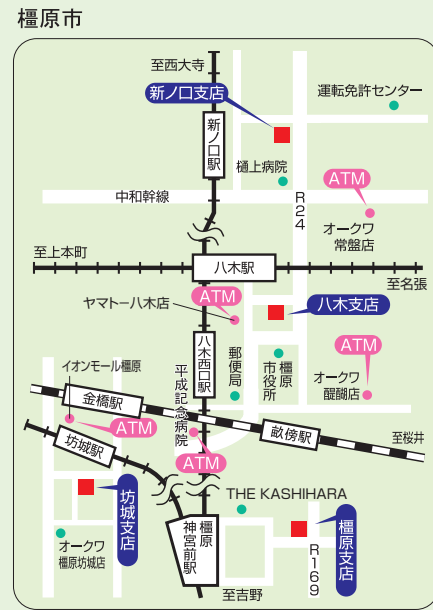 橿原市
至西大寺
新ノ口支店
運転免許センター
新ノ口駅
樋上病院
ATM
中和幹線
R24
オークワ
常盤店
至上本町
八木駅
至名張
ATM
ヤマトー八木店
八木支店
八木西口駅
ATM
郵便局
橿原
市役所
イオンモール橿原
平成記念病院
オークワ
醍醐店
金橋駅
ATM
畝傍駅
至桜井
坊城駅
ATM
坊城支店
THE KASHIHARA
橿原
神宮前駅
橿原支店
オークワ
橿原坊城店
R169
至吉野